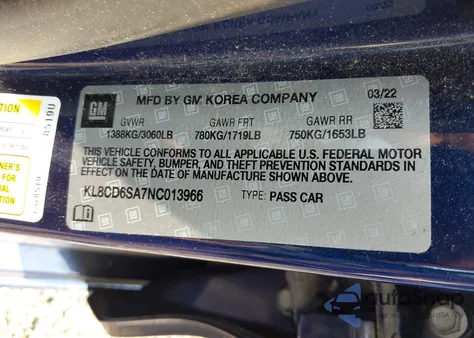 GM
MFD BY GM KOREA COMPANY
03/22
GVWR GAWR FRT GAWR RR
1388KG/3060LB 780KG/1719LB 750KG/1653LB
THIS VEHICLE CONFORMS TO ALL APPLICABLE U.S. FEDERAL MOTOR
VEHICLE SAFETY, BUMPER, AND THEFT PREVENTION STANDARDS
IN EFFECT ON THE DATE OF MANUFACTURE SHOWN ABOVE.
KL8CD6SA7NC013966 TYPE: PASS CAR
8519U
autoSnap